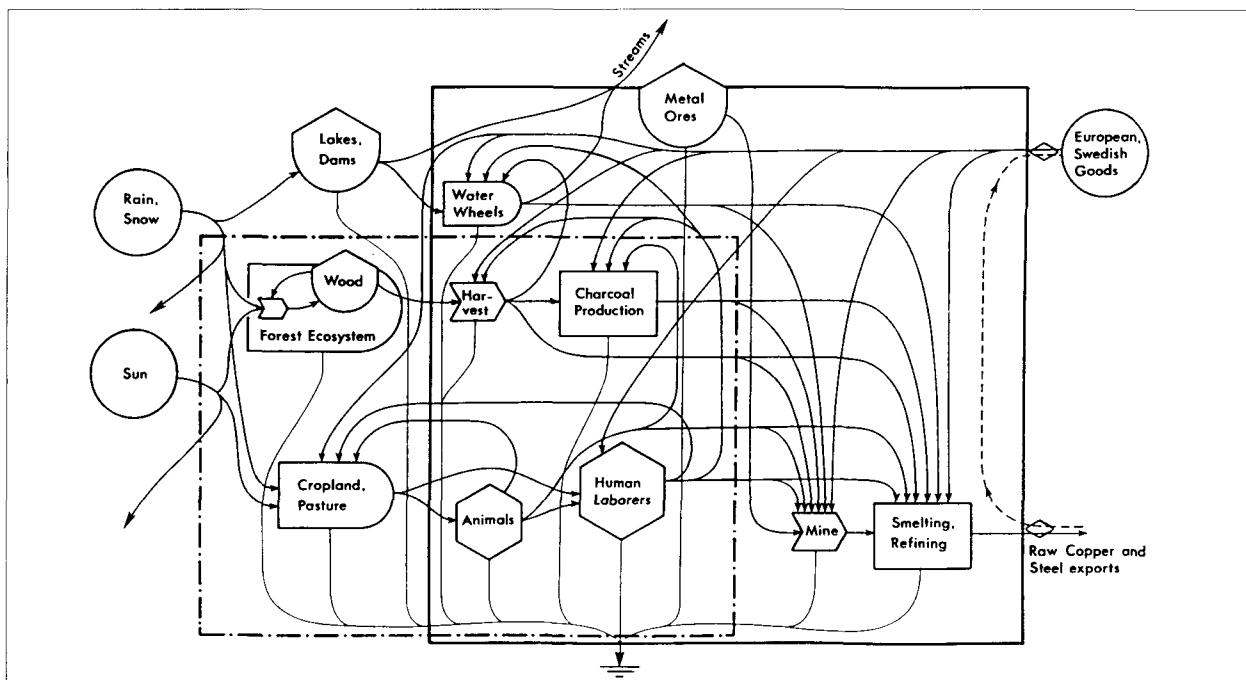 Streams
Metal
Ores
Lakes,
Dams
European,
Swedish
Goods
Rain,
Snow
Water
Wheels
Wood
Har-
vest
Charcoal
Production
Forest Ecosystem
Sun
Cropland,
Pasture
Animals
Human
Laborers
Mine
Smelting,
Refining
Raw Copper and
Steel exports